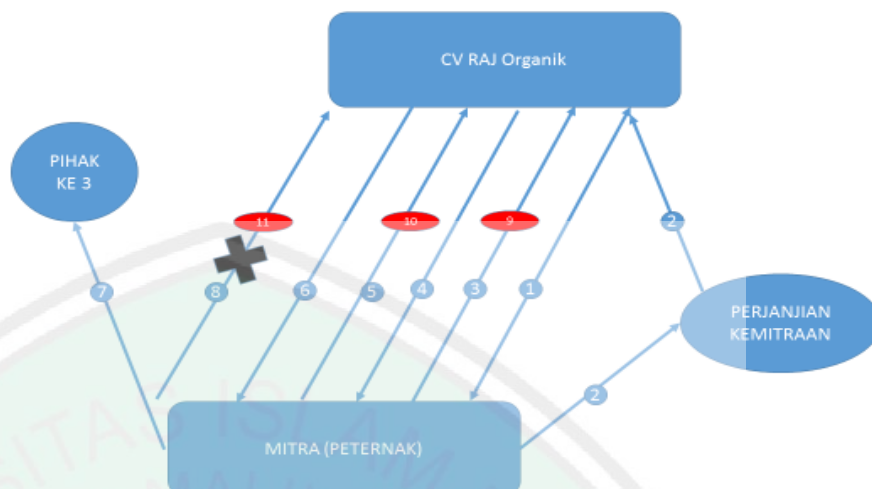 CV RAJ Organik
PIHAK
KE 3
11
10
9
2
7
8
6
5
4
3
1
PERJANJIAN
KEMITRAAN
2
MITRA (PETERNAK)